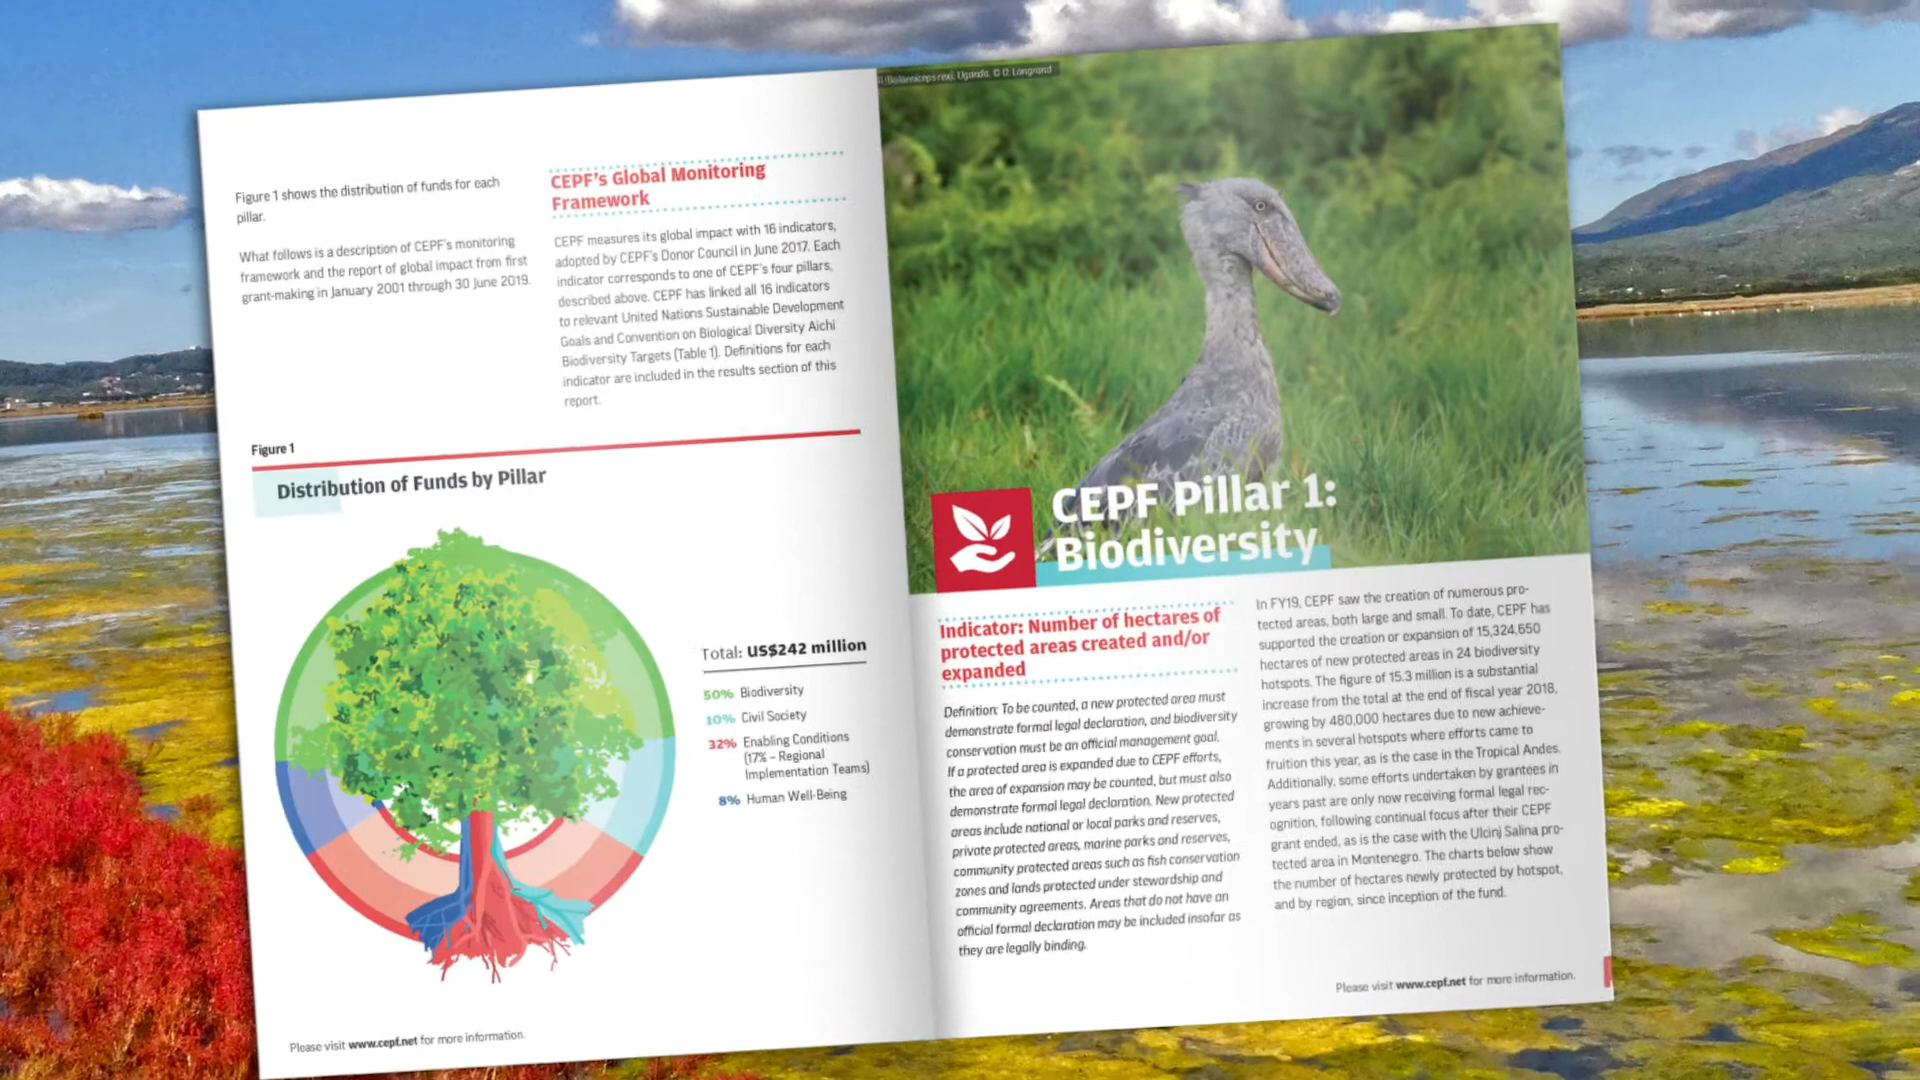 Figure 1 shows the distribution of funds for each
pillar.
What follows is a description of CEPF's monitoring
framework and the report of global impact from first
grant-making in January 2001 through 30 June 2019.
CEPF's Global Monitoring
Framework
CEPF measures its global impact with 16 indicators,
adopted by CEPF's Donor Council in June 2017. Each
indicator corresponds to one of CEPF's four pillars,
described above. CEPF has linked all 16 indicators
to relevant United Nations Sustainable Development
Goals and Convention on Biological Diversity Aichi
Biodiversity Targets (Table 1). Definitions for each
indicator are included in the results section of this
report.
Figure 1
Distribution of Funds by Pillar
Total: US$242 million
50% Biodiversity
10% Civil Society
32% Enabling Conditions
(17% - Regional
Implementation Teams)
8% Human Well-Being
Please visit www.cepf.net for more information.
(Balaeniceps rex), Uganda. © O. Langrand
CEPF Pillar 1:
Biodiversity
Indicator: Number of hectares of
protected areas created and/or
expanded
Definition: To be counted, a new protected area must
demonstrate formal legal declaration, and biodiversity
conservation must be an official management goal.
If a protected area is expanded due to CEPF efforts,
the area of expansion may be counted, but must also
demonstrate formal legal declaration. New protected
areas include national or local parks and reserves,
private protected areas, marine parks and reserves,
community protected areas such as fish conservation
zones and lands protected under stewardship and
community agreements. Areas that do not have an
official formal declaration may be included insofar as
they are legally binding.
In FY19, CEPF saw the creation of numerous pro-
tected areas, both large and small. To date, CEPF has
supported the creation or expansion of 15,324,650
hectares of new protected areas in 24 biodiversity
hotspots. The figure of 15.3 million is a substantial
increase from the total at the end of fiscal year 2018,
growing by 480,000 hectares due to new achieve-
ments in several hotspots where efforts came to
fruition this year, as is the case in the Tropical Andes.
Additionally, some efforts undertaken by grantees in
years past are only now receiving formal legal rec-
ognition, following continual focus after their CEPF
grant ended, as is the case with the Ulcinj Salina pro-
tected area in Montenegro. The charts below show
the number of hectares newly protected by hotspot,
and by region, since inception of the fund.
Please visit www.cepf.net for more information.